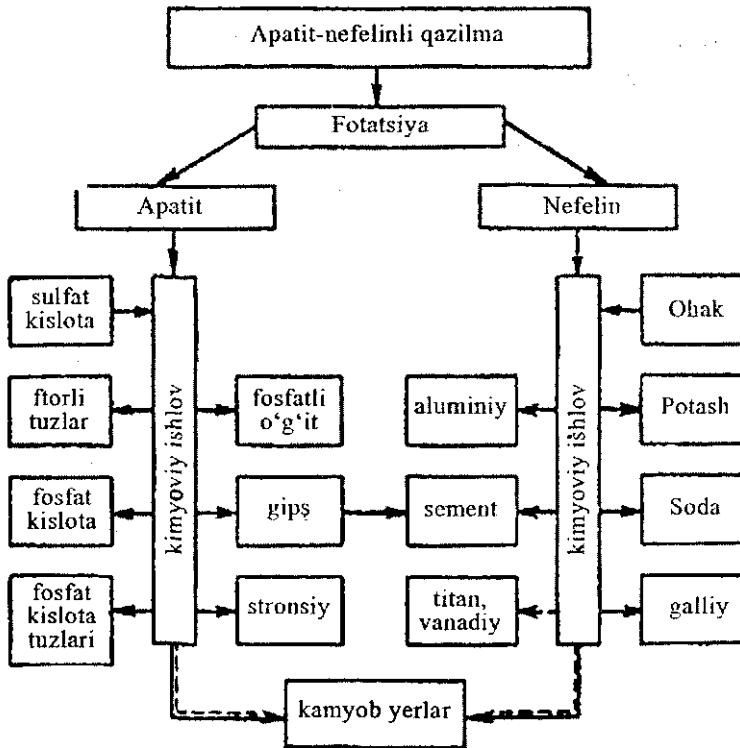 Apatit-nefelinli qazilma
Fotatsiya
Apatit
Nefelin
sulfat
kislota
kimyoviy ishlov
kimyoviy ishlov
Ohak
ftorli
tuzlar
fosfatli
o‘g‘it
aluminiy
Potash
fosfat
kislota
gips
sement
Soda
fosfat
kislota
tuzlari
stronsiy
titan,
vanadiy
galliy
kamyob yerlar